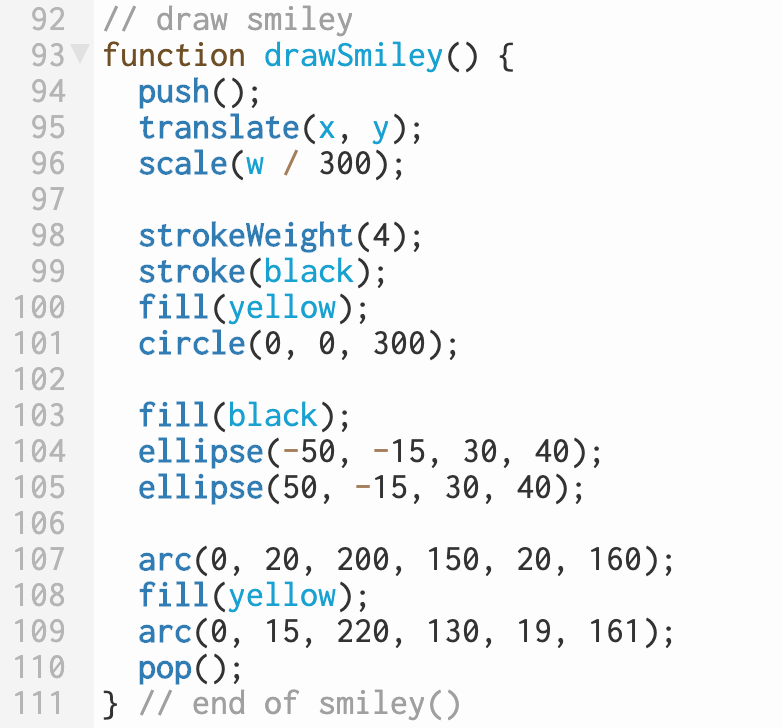 92 // draw smiley
93 function drawSmiley() {
94   push();
95   translate(x, y);
96   scale(w / 300);
97
98   strokeWeight(4);
99   stroke(black);
100   fill(yellow);
101   circle(0, 0, 300);
102
103   fill(black);
104   ellipse(-50, -15, 30, 40);
105   ellipse(50, -15, 30, 40);
106
107   arc(0, 20, 200, 150, 20, 160);
108   fill(yellow);
109   arc(0, 15, 220, 130, 19, 161);
110   pop();
111 } // end of smiley()